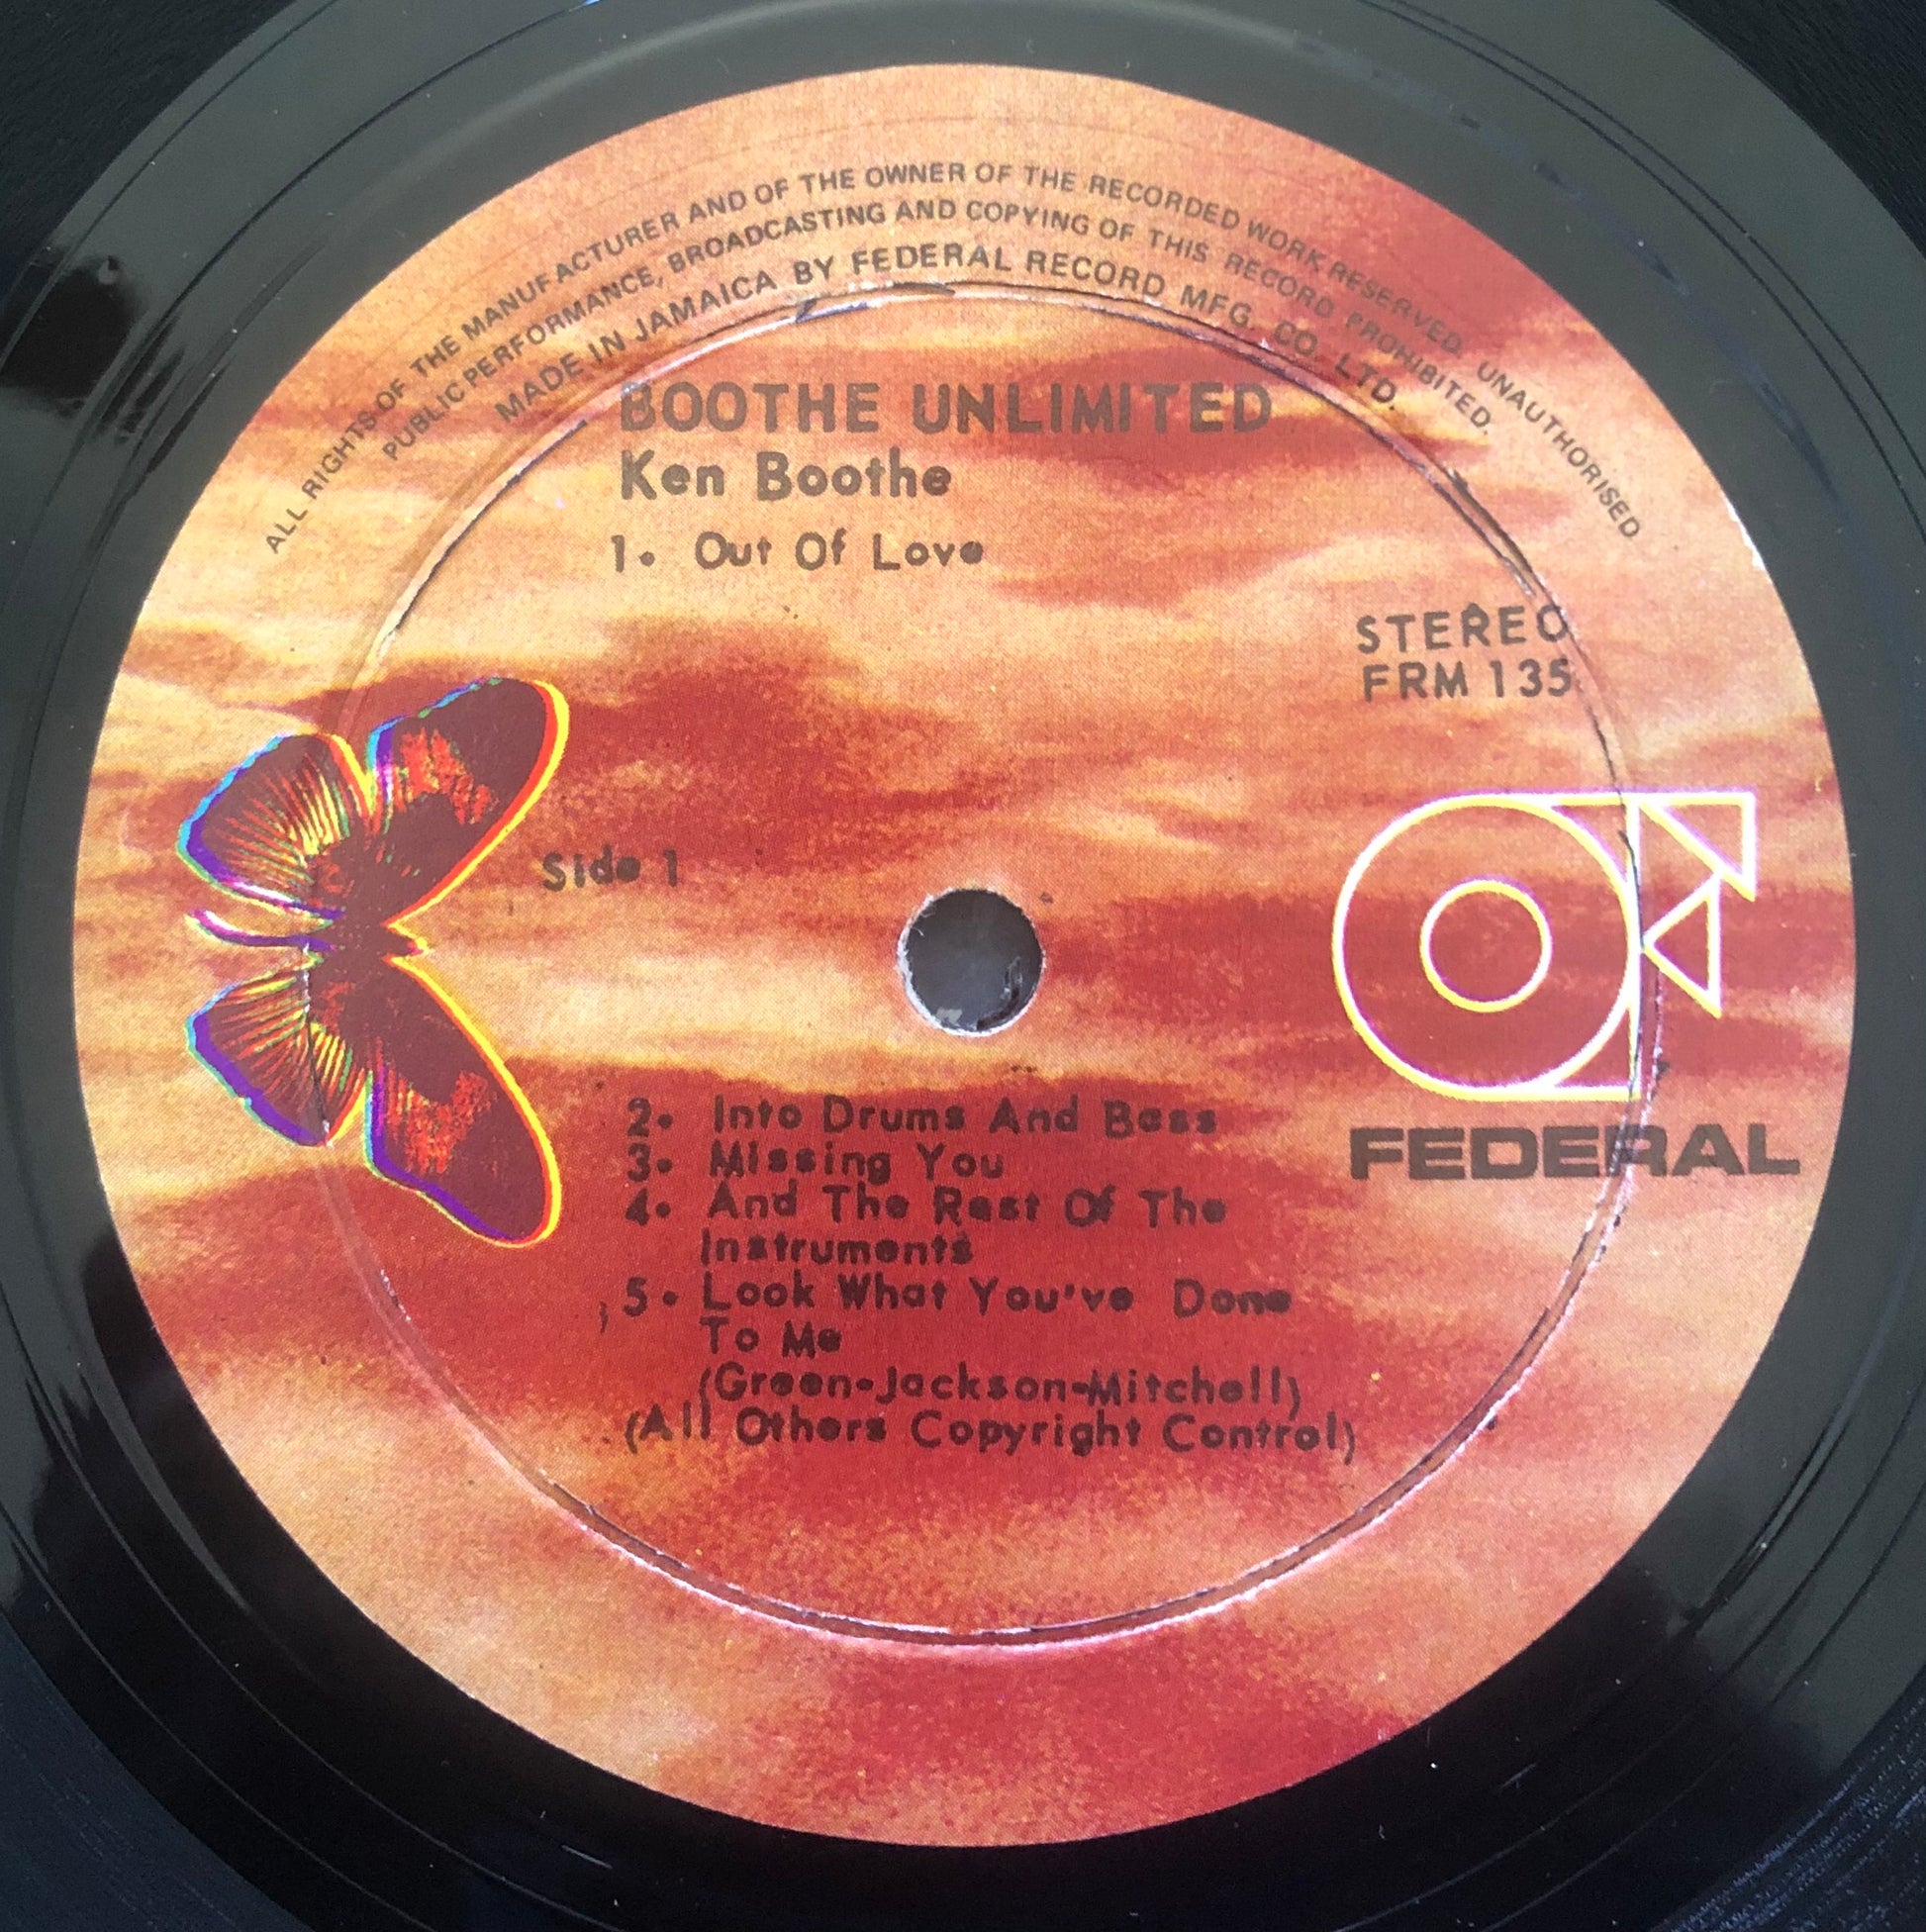 ALL RIGHTS OF THE MANUFACTURER AND OF THE OWNER OF THE RECORDED WORK RESERVED. UNAUTHORISED
PUBLIC PERFORMANCE, BROADCASTING AND COPYING OF THIS RECORD PROHIBITED.
MADE IN JAMAICA BY FEDERAL RECORD MFG. CO. LTD.
BOOTHE UNLIMITED
Ken Boothe
1. Out Of Love
STEREO
FRM 135
Side 1
FEDERAL
2. Into Drums And Bass
3. Missing You
4. And The Rest Of The
Instruments
5. Look What You've Done
To Me
(Green-Jackson-Mitchell)
(All Others Copyright Control)